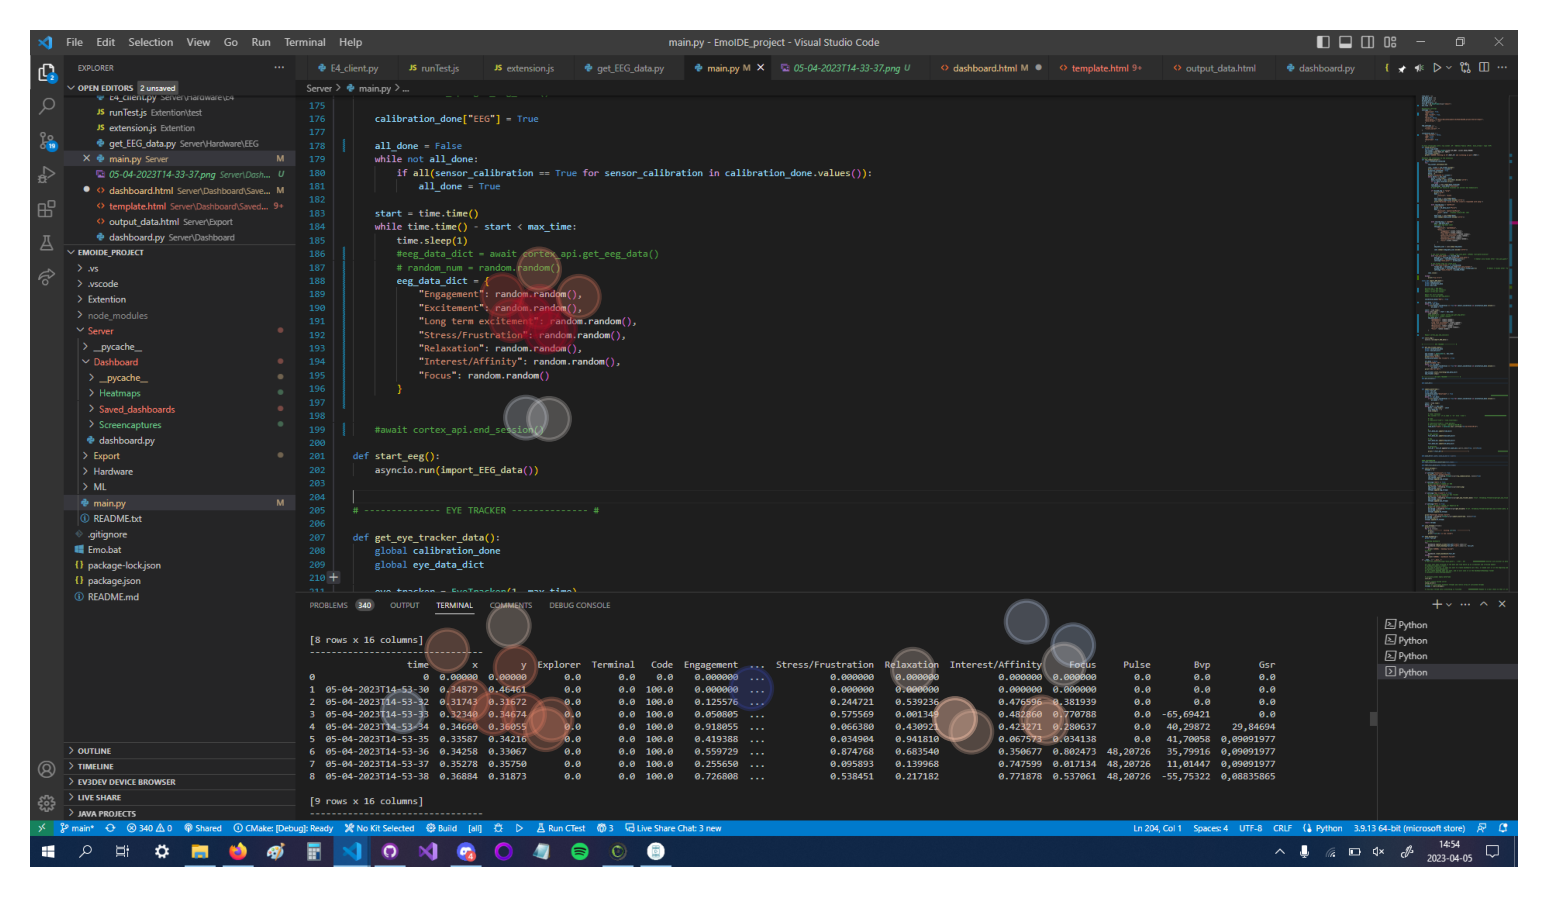 File Edit Selection View Go Run Terminal Help
main.py - EmoIDE_project - Visual Studio Code
EXPLORER
E4_client.py JS runTest.js JS extension.js get_EEG_data.py main.py M 05-04-2023T14-33-37.png U dashboard.html M template.html 9+ output_data.html dashboard.py
OPEN EDITORS 2 unsaved
E4_client.py Server\Hardware\E4
JS runTest.js Extention\test
JS extension.js Extention
get_EEG_data.py Server\Hardware\EEG
main.py Server M
05-04-2023T14-33-37.png Server\Dash... U
dashboard.html Server\Dashboard\Save... M
template.html Server\Dashboard\Saved... 9+
output_data.html Server\Export
dashboard.py Server\Dashboard
EMOIDE_PROJECT
.vs
.vscode
Extention
node_modules
Server
__pycache__
Dashboard
__pycache__
Heatmaps
Saved_dashboards
Screencaptures
dashboard.py
Export
Hardware
ML
main.py M
README.txt
.gitignore
Emo.bat
package-lock.json
package.json
README.md
OUTLINE
TIMELINE
EV3DEV DEVICE BROWSER
LIVE SHARE
JAVA PROJECTS
Server > main.py > ...
175
176 calibration_done["EEG"] = True
177
178 all_done = False
179 while not all_done:
180 if all(sensor_calibration == True for sensor_calibration in calibration_done.values()):
181 all_done = True
182
183 start = time.time()
184 while time.time() - start < max_time:
185 time.sleep(1)
186 #eeg_data_dict = await cortex_api.get_eeg_data()
187 # random_num = random.random()
188 eeg_data_dict = {
189 "Engagement": random.random(),
190 "Excitement": random.random(),
191 "Long term excitement": random.random(),
192 "Stress/Frustration": random.random(),
193 "Relaxation": random.random(),
194 "Interest/Affinity": random.random(),
195 "Focus": random.random()
196 }
197
198
199 #await cortex_api.end_session()
200
201 def start_eeg():
202 asyncio.run(import_EEG_data())
203
204
205 # -------------- EYE TRACKER -------------- #
206
207 def get_eye_tracker_data():
208 global calibration_done
209 global eye_data_dict
210
211 eye_tracker = EyeTracker(1, max_time)
PROBLEMS 340 OUTPUT TERMINAL COMMENTS DEBUG CONSOLE
[8 rows x 16 columns]
----------------------------------
time x y Explorer Terminal Code Engagement ... Stress/Frustration Relaxation Interest/Affinity Focus Pulse Bvp Gsr
0 0 0.00000 0.00000 0.0 0.0 0.0 0.000000 ... 0.000000 0.000000 0.000000 0.000000 0.0 0.0 0.0
1 05-04-2023T14-53-30 0.34879 0.46461 0.0 0.0 100.0 0.000000 ... 0.000000 0.000000 0.000000 0.000000 0.0 0.0 0.0
2 05-04-2023T14-53-32 0.31743 0.31672 0.0 0.0 100.0 0.125576 ... 0.244721 0.539236 0.476596 0.381939 0.0 0.0 0.0
3 05-04-2023T14-53-33 0.32340 0.34674 0.0 0.0 100.0 0.050805 ... 0.575569 0.001349 0.482860 0.770788 0.0 -65,69421 0.0
4 05-04-2023T14-53-34 0.34660 0.36055 0.0 0.0 100.0 0.918055 ... 0.066380 0.430921 0.423271 0.280637 0.0 40,29872 29,84694
5 05-04-2023T14-53-35 0.33587 0.34216 0.0 0.0 100.0 0.419388 ... 0.034904 0.941810 0.067573 0.034138 0.0 41,70058 0,09091977
6 05-04-2023T14-53-36 0.34258 0.33067 0.0 0.0 100.0 0.559729 ... 0.874768 0.683540 0.350677 0.802473 48,20726 35,79916 0,09091977
7 05-04-2023T14-53-37 0.35278 0.35750 0.0 0.0 100.0 0.255650 ... 0.095893 0.139968 0.747599 0.017134 48,20726 11,01447 0,09091977
8 05-04-2023T14-53-38 0.36884 0.31873 0.0 0.0 100.0 0.726808 ... 0.538451 0.217182 0.771878 0.537061 48,20726 -55,75322 0,08835865
[9 rows x 16 columns]
----------------------------------
Python
Python
Python
Python
main* 340 0 Shared CMake: [Debug]: Ready No Kit Selected Build [all] Run CTest 3 Live Share Chat: 3 new Ln 204, Col 1 Spaces: 4 UTF-8 CRLF Python 3.9.13 64-bit (microsoft store)
14:54
2023-04-05